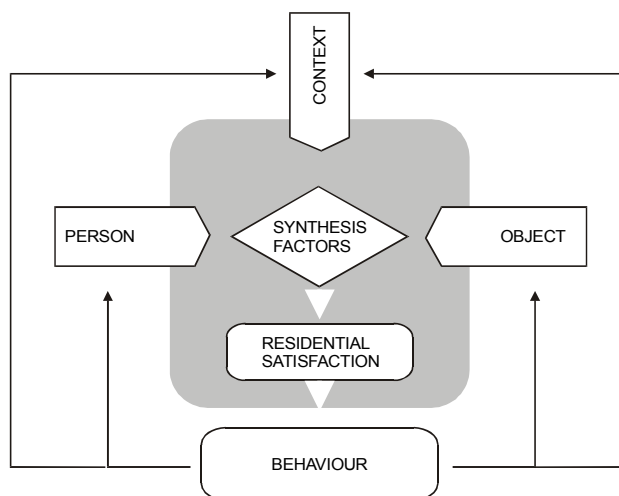 CONTEXT
PERSON
SYNTHESIS
FACTORS
OBJECT
RESIDENTIAL
SATISFACTION
BEHAVIOUR